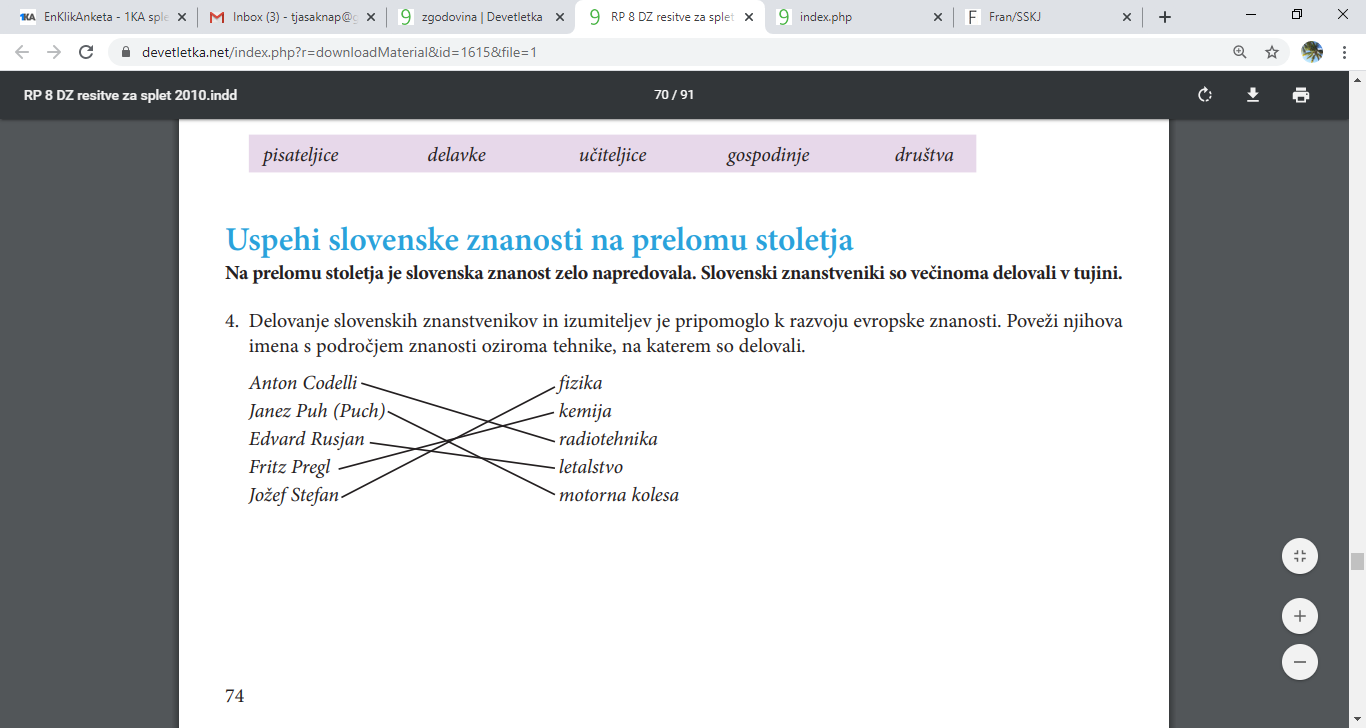 EnKlikAnketa - 1KA sple
Inbox (3) - tjasaknap@g
zgodovina | Devetletka
RP 8 DZ resitve za splet
index.php
Fran/SSKJ
devetletka.net/index.php?r=downloadMaterial&id=1615&file=1
RP 8 DZ resitve za splet 2010.indd 70 / 91
pisateljice delavke učiteljice gospodinje društva
Uspehi slovenske znanosti na prelomu stoletja
Na prelomu stoletja je slovenska znanost zelo napredovala. Slovenski znanstveniki so večinoma delovali v tujini.
4. Delovanje slovenskih znanstvenikov in izumiteljev je pripomoglo k razvoju evropske znanosti. Poveži njihova
imena s področjem znanosti oziroma tehnike, na katerem so delovali.
Anton Codelli fizika
Janez Puh (Puch) kemija
Edvard Rusjan radiotehnika
Fritz Pregl letalstvo
Jožef Stefan motorna kolesa
74